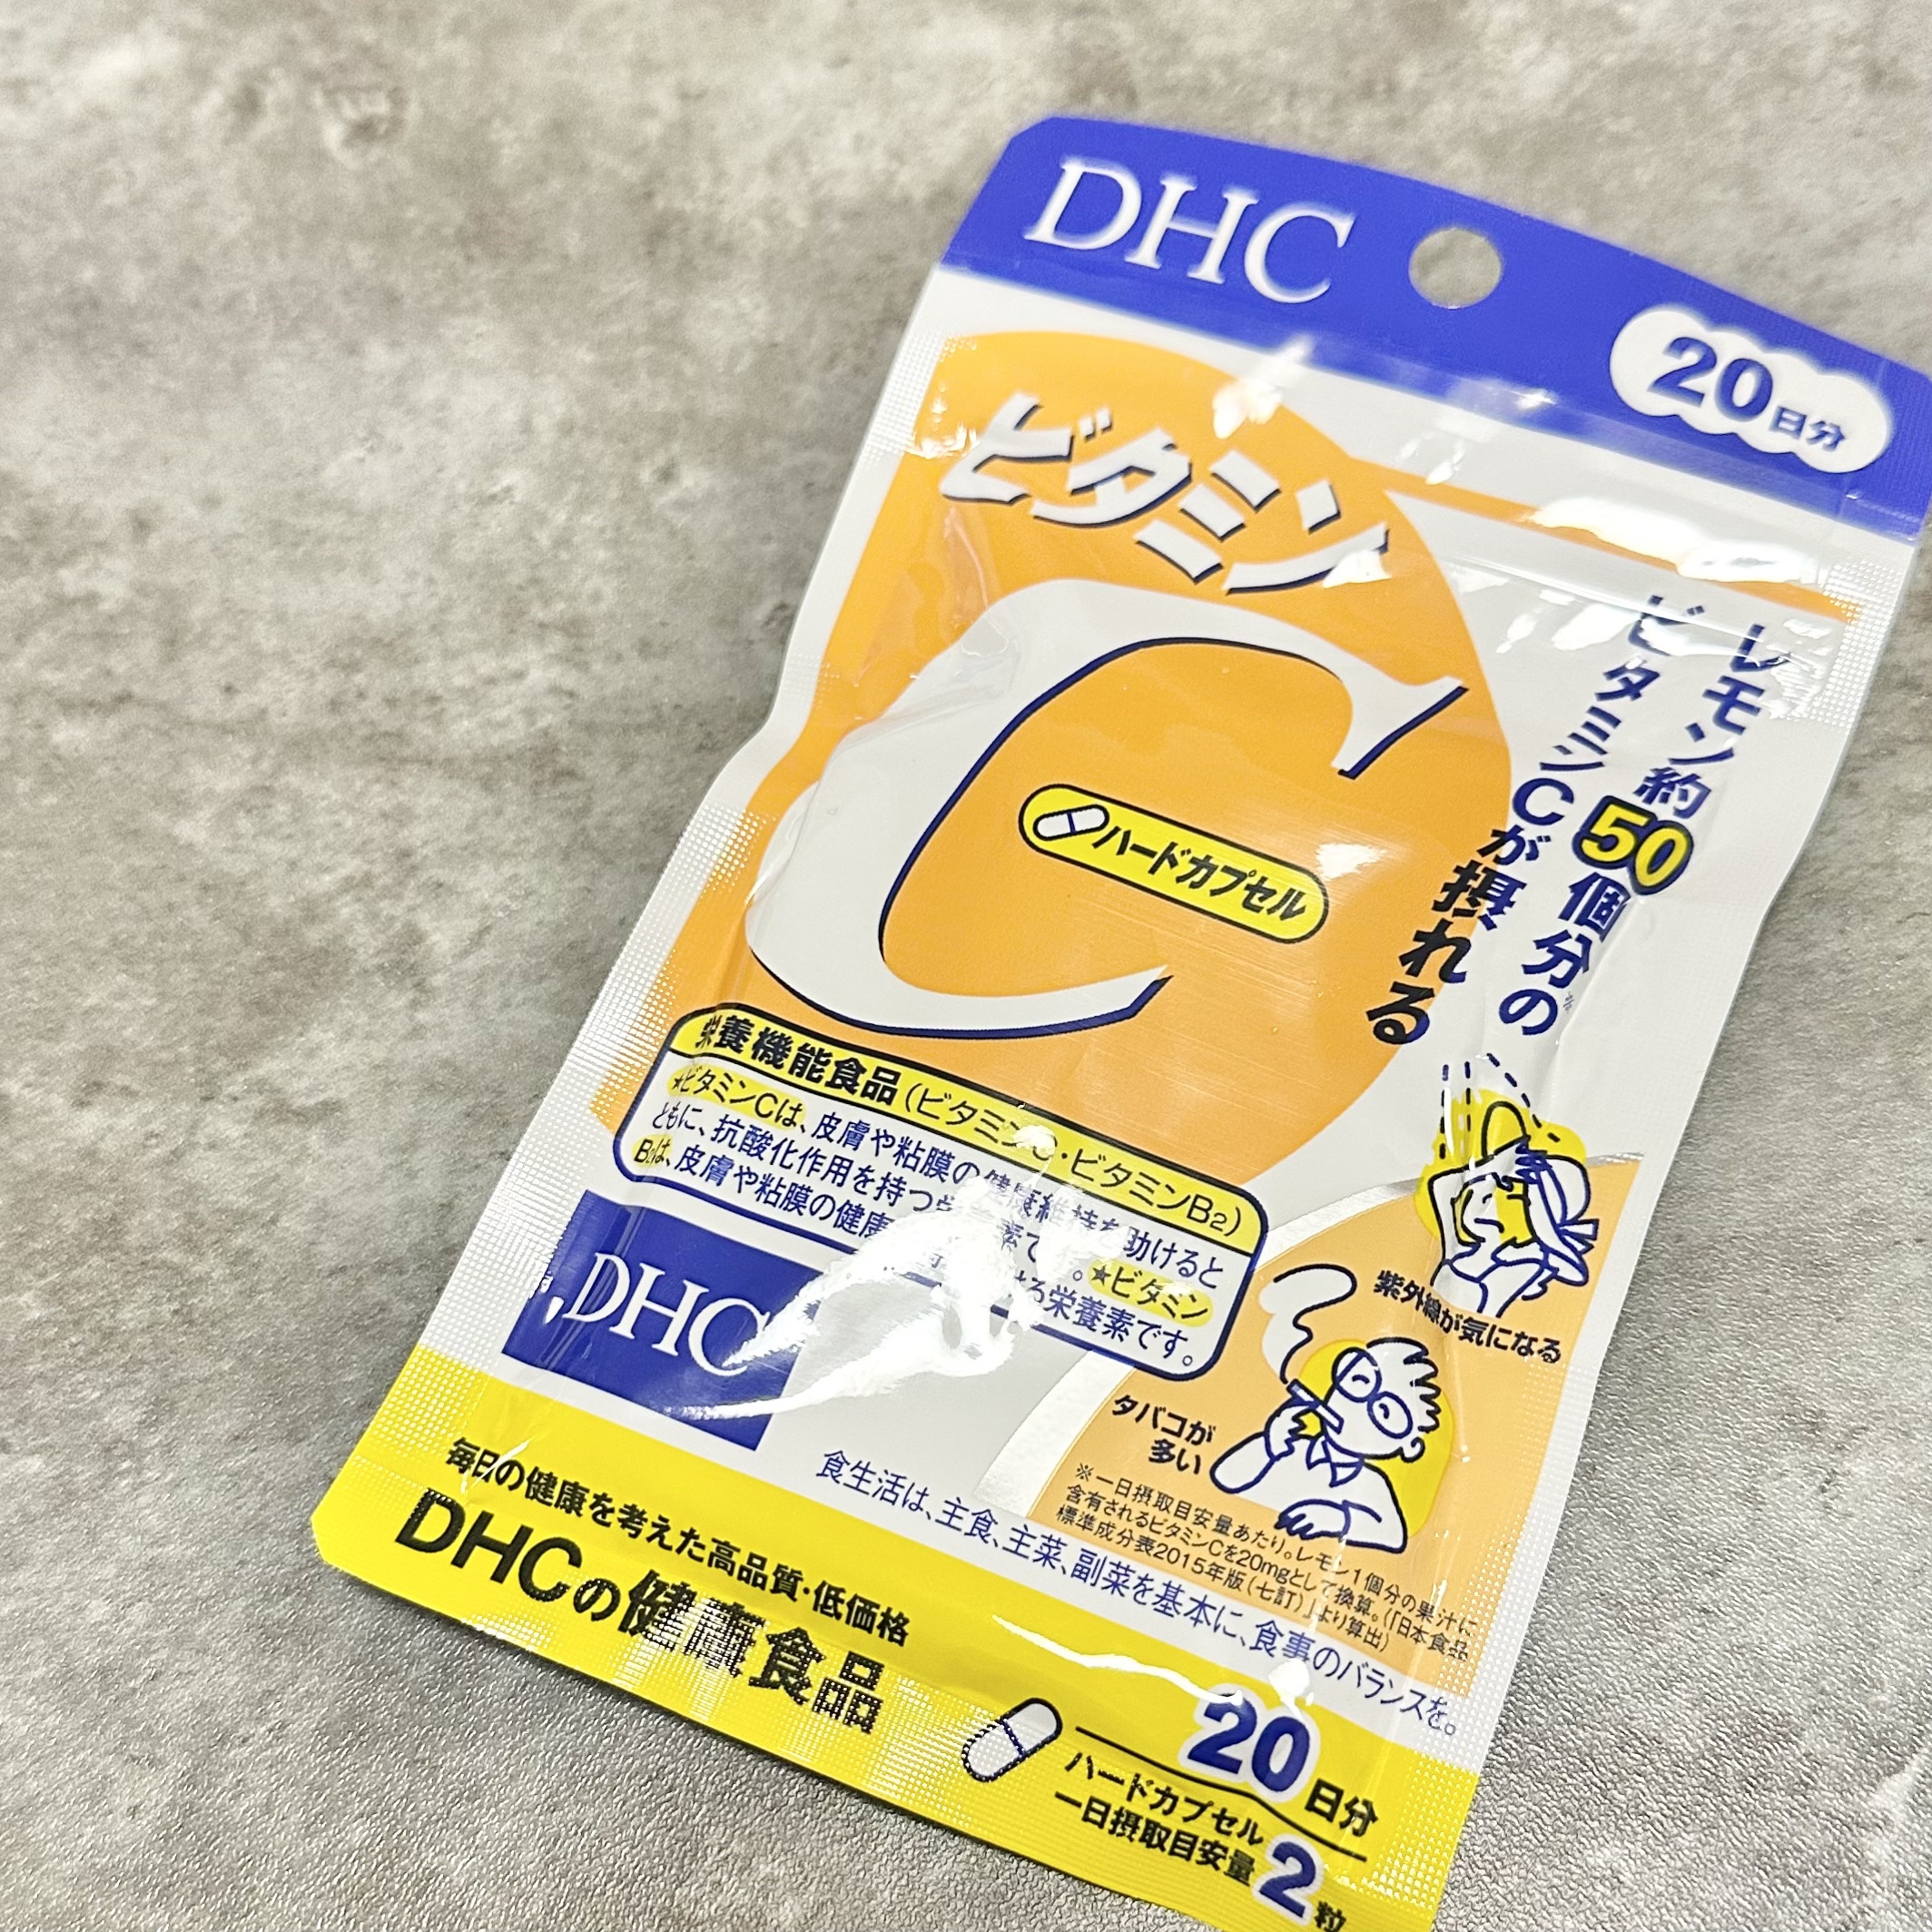 DHC
20日分
ビタミン
C
ハードカプセル
レモン約50個分の※
ビタミンCが摂れる
栄養機能食品(ビタミンC・ビタミンB2)
★ビタミンCは、皮膚や粘膜の健康維持を助けると
ともに、抗酸化作用を持つ栄養素です。★ビタミン
B2は、皮膚や粘膜の健康 ける栄養素です。
DHC
紫外線が気になる
タバコが
多い
※一日摂取目安量あたり。レモン1個分の果汁に
含有されるビタミンCを20mgとして換算。(「日本食品
標準成分表2015年版(七訂)」より算出)
食生活は、主食、主菜、副菜を基本に、食事のバランスを。
毎日の健康を考えた高品質・低価格
DHCの健康食品
20日分
ハードカプセル
一日摂取目安量2粒